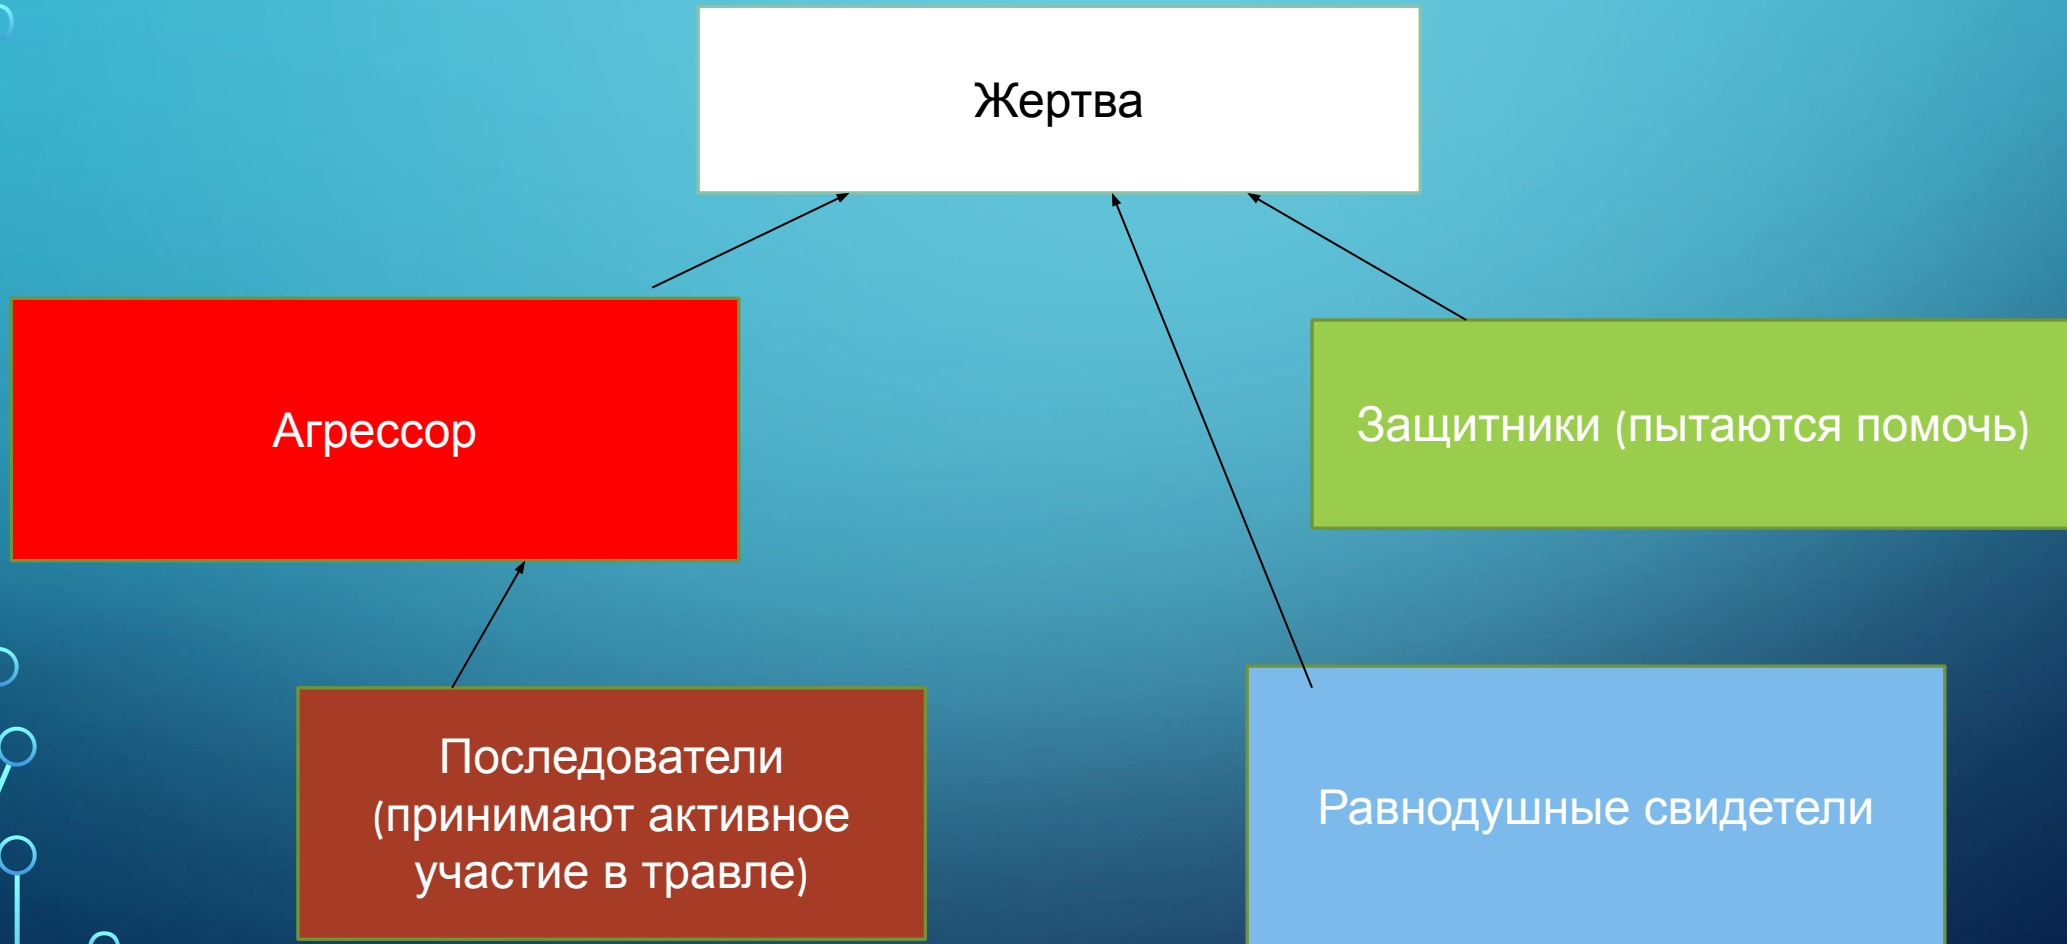 Жертва
Агрессор
Защитники (пытаются помочь)
Последователи
(принимают активное
участие в травле)
Равнодушные свидетели